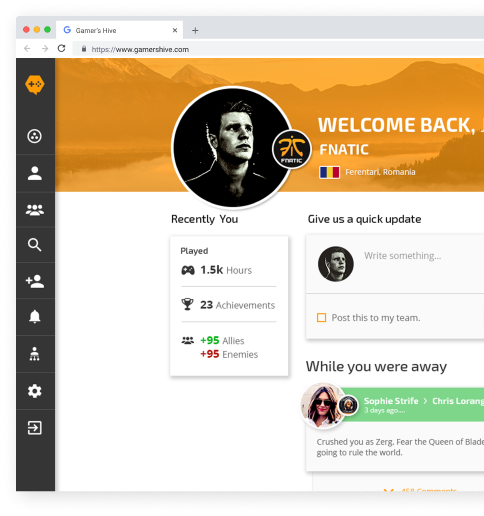 Gamer's Hive
https://www.gamershive.com
WELCOME BACK,
FNATIC
FNATIC
Ferentari, Romania
Recently You
Played
1.5k Hours
23 Achievements
+95 Allies
+95 Enemies
Give us a quick update
Write something...
Post this to my team.
While you were away
Sophie Strife > Chris Lorang
3 days ago....
Crushed you as Zerg. Fear the Queen of Blade
going to rule the world.
458 Comments